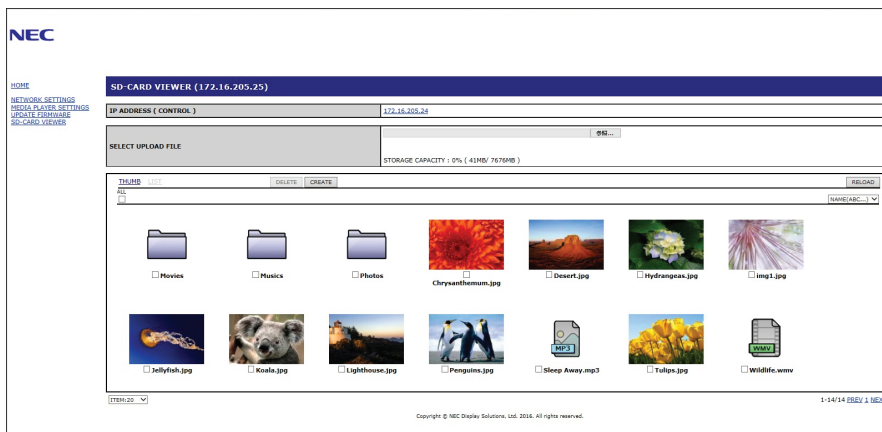 NEC
HOME
NETWORK SETTINGS
MEDIA PLAYER SETTINGS
UPDATE FIRMWARE
SD-CARD VIEWER
SD-CARD VIEWER (172.16.205.25)
IP ADDRESS ( CONTROL )
172.16.205.24
SELECT UPLOAD FILE
参照...
STORAGE CAPACITY : 0% ( 41MB/ 7676MB )
THUMB LIST DELETE CREATE RELOAD
ALL
NAME(ABC...)
Movies Musics Photos Chrysanthemum.jpg Desert.jpg Hydrangeas.jpg img1.jpg
MP3 WMV
Jellyfish.jpg Koala.jpg Lighthouse.jpg Penguins.jpg Sleep Away.mp3 Tulips.jpg Wildlife.wmv
ITEM:20 1-14/14 PREV 1 NEX
Copyright © NEC Display Solutions, Ltd. 2016. All rights reserved.